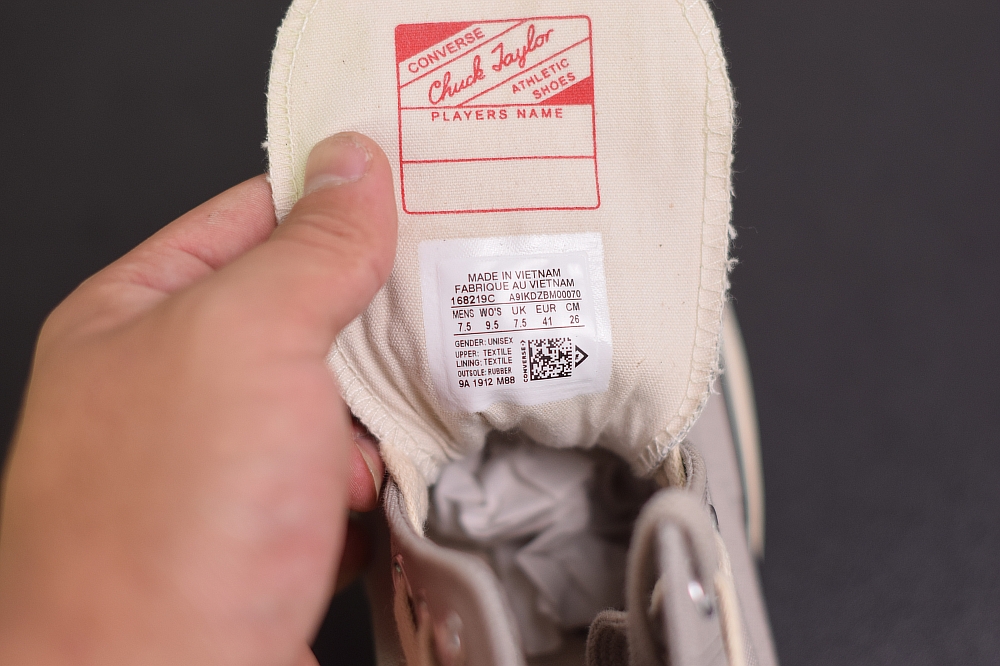 CONVERSE
Chuck Taylor
ATHLETIC
SHOES
PLAYERS NAME
MADE IN VIETNAM
FABRIQUE AU VIETNAM
168219C A9IKDZBM00070
MENS WO'S UK EUR CM
7.5 9.5 7.5 41 26
GENDER: UNISEX
UPPER: TEXTILE
LINING: TEXTILE
OUTSOLE: RUBBER
9A 1912 M88
CONVERSE